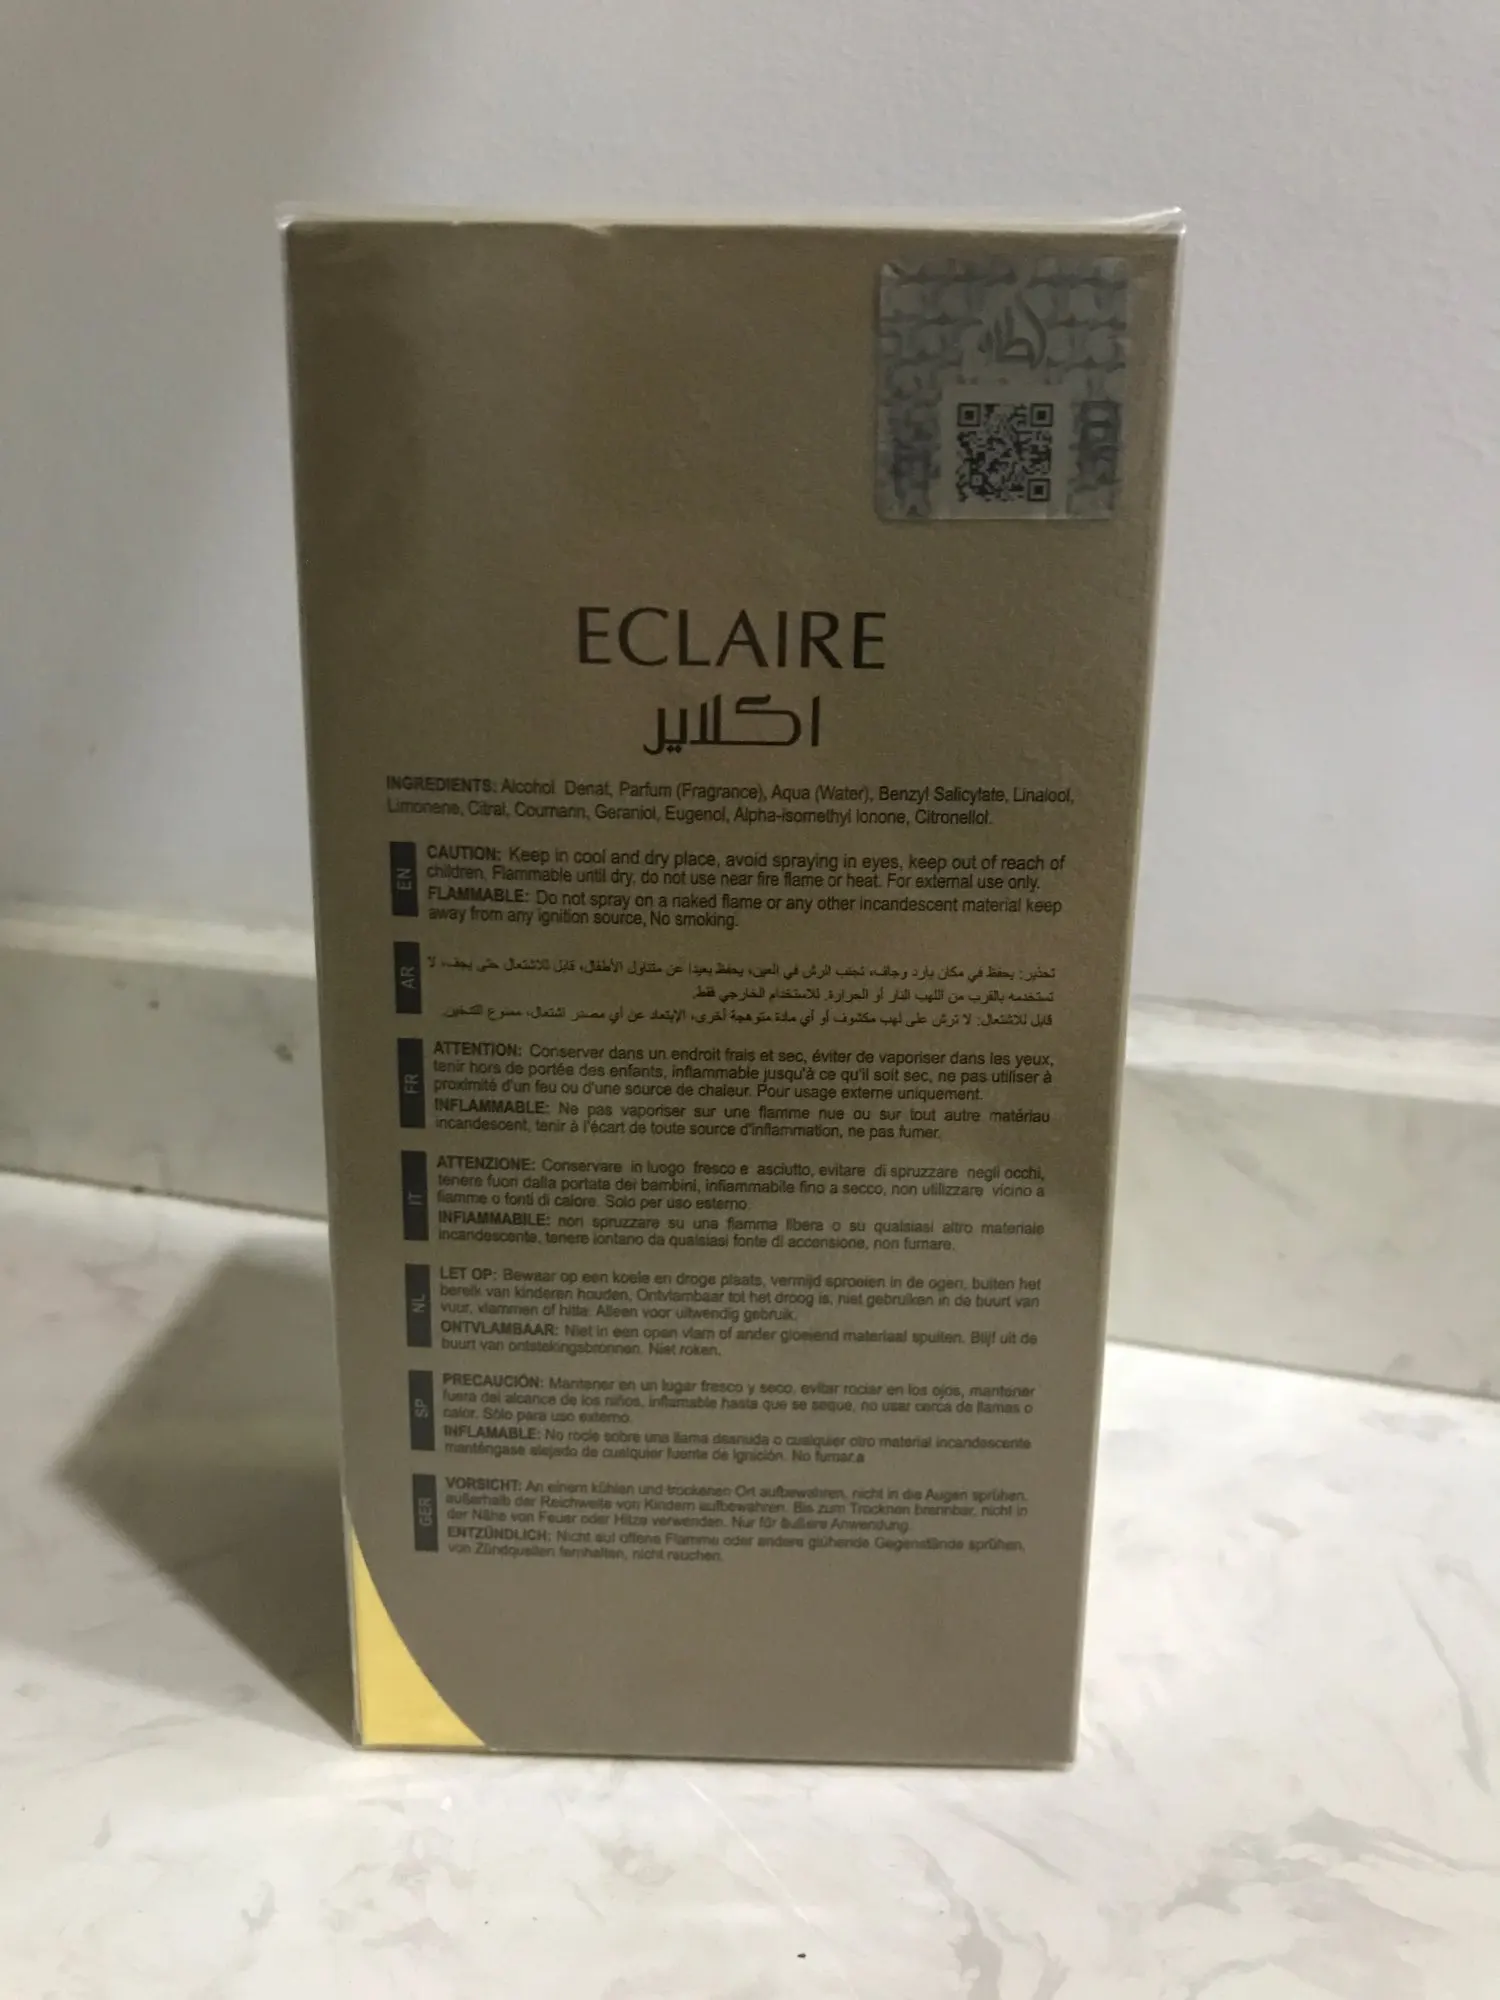 ECLAIRE
اكلاير
INGREDIENTS: Alcohol Denat, Parfum (Fragrance), Aqua (Water), Benzyl Salicylate, Linalool,
Limonene, Citral, Coumarin, Geraniol, Eugenol, Alpha-isomethyl Ionone, Citronellol.
EN
CAUTION: Keep in cool and dry place, avoid spraying in eyes, keep out of reach of
children. Flammable until dry, do not use near fire flame or heat. For external use only.
FLAMMABLE: Do not spray on a naked flame or any other incandescent material keep
away from any ignition source, No smoking.
AR
تحذير: يحفظ في مكان بارد وجاف، تجنب الرش في العين، يحفظ بعيدا عن متناول الأطفال، قابل للاشتعال حتى يجف، لا
تستخدمه بالقرب من اللهب النار أو الحرارة. للاستخدام الخارجي فقط.
قابل للاشتعال: لا ترش على لهب مكشوف أو أي مادة متوهجة أخرى، الإبتعاد عن أي مصدر اشتعال، ممنوع التدخين.
FR
ATTENTION: Conserver dans un endroit frais et sec, éviter de vaporiser dans les yeux,
tenir hors de portée des enfants, inflammable jusqu'à ce qu'il soit sec, ne pas utiliser à
proximité d'un feu ou d'une source de chaleur. Pour usage externe uniquement.
INFLAMMABLE: Ne pas vaporiser sur une flamme nue ou sur tout autre matériau
incandescent, tenir à l'écart de toute source d'inflammation, ne pas fumer.
IT
ATTENZIONE: Conservare in luogo fresco e asciutto, evitare di spruzzare negli occhi,
tenere fuori dalla portata dei bambini, infiammabile fino a secco, non utilizzare vicino a
fiamme o fonti di calore. Solo per uso esterno.
INFIAMMABILE: non spruzzare su una fiamma libera o su qualsiasi altro materiale
incandescente, tenere lontano da qualsiasi fonte di accensione, non fumare.
NL
LET OP: Bewaar op een koele en droge plaats, vermijd sproeien in de ogen, buiten het
bereik van kinderen houden, Ontvlambaar tot het droog is, niet gebruiken in de buurt van
vuur, vlammen of hitte. Alleen voor uitwendig gebruik.
ONTVLAMBAAR: Niet in een open vlam of ander gloeiend materiaal spuiten. Blijf uit de
buurt van ontstekingsbronnen. Niet roken.
SP
PRECAUCIÓN: Mantener en un lugar fresco y seco, evitar rociar en los ojos, mantener
fuera del alcance de los niños, inflamable hasta que se seque, no usar cerca de llamas o
calor. Sólo para uso externo.
INFLAMABLE: No rocíe sobre una llama desnuda o cualquier otro material incandescente
manténgase alejado de cualquier fuente de ignición. No fumar.a
GER
VORSICHT: An einem kühlen und trockenen Ort aufbewahren, nicht in die Augen sprühen,
außerhalb der Reichweite von Kindern aufbewahren. Bis zum Trocknen brennbar, nicht in
der Nähe von Feuer oder Hitze verwenden. Nur für äußere Anwendung.
ENTZÜNDLICH: Nicht auf offene Flamme oder andere glühende Gegenstände sprühen,
von Zündquellen fernhalten, nicht rauchen.